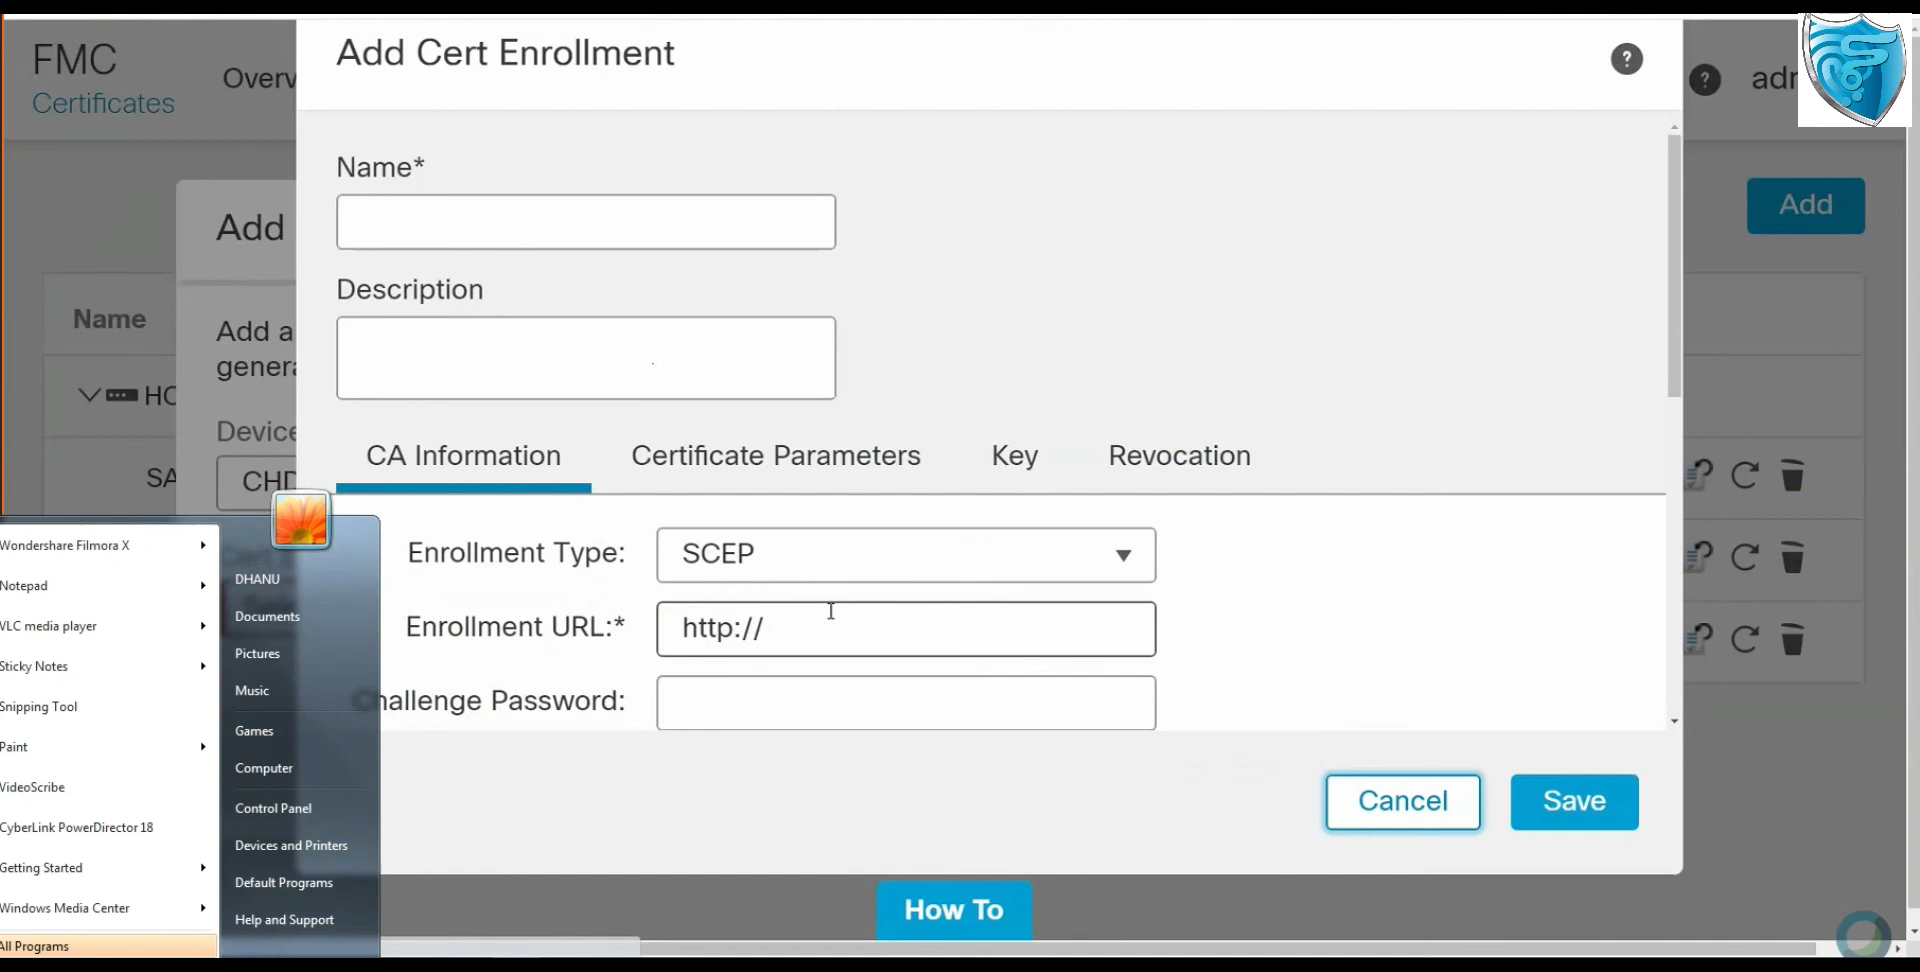 FMC
Certificates
Overv
Add Cert Enrollment
?
?
adr
Name*
Add
Add
Description
Name
Add a
genera
HO
Device
CHD
SA
CA Information
Certificate Parameters
Key
Revocation
Enrollment Type:
SCEP
Enrollment URL:*
http://
hallenge Password:
Cancel
Save
How To
Wondershare Filmora X
Notepad
VLC media player
Sticky Notes
Snipping Tool
Paint
VideoScribe
CyberLink PowerDirector 18
Getting Started
Windows Media Center
All Programs
DHANU
Documents
Pictures
Music
Games
Computer
Control Panel
Devices and Printers
Default Programs
Help and Support